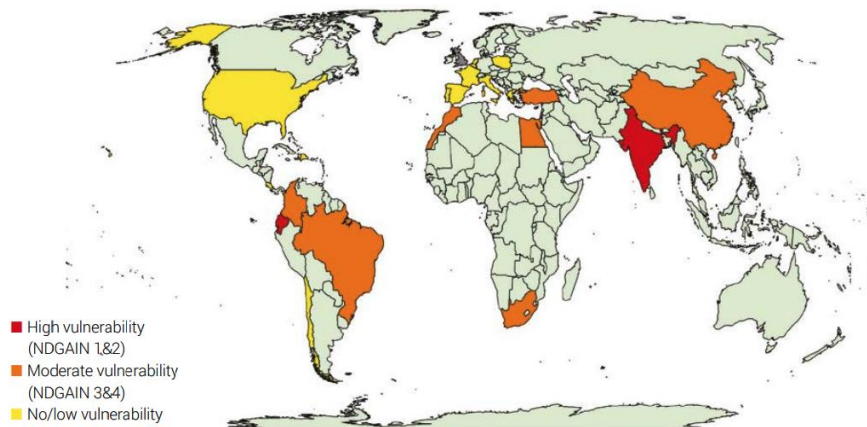 High vulnerability
(NDGAIN 1&2)
Moderate vulnerability
(NDGAIN 3&4)
No/low vulnerability